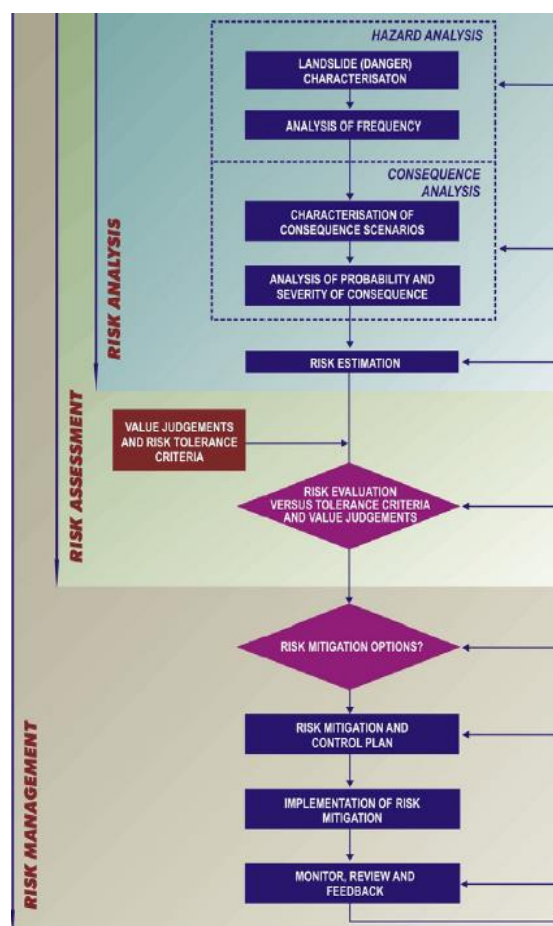 HAZARD ANALYSIS
LANDSLIDE (DANGER)
CHARACTERISATON
ANALYSIS OF FREQUENCY
CONSEQUENCE
ANALYSIS
CHARACTERISATION OF
CONSEQUENCE SCENARIOS
ANALYSIS OF PROBABILITY AND
SEVERITY OF CONSEQUENCE
RISK ANALYSIS
RISK ESTIMATION
VALUE JUDGEMENTS
AND RISK TOLERANCE
CRITERIA
RISK ASSESSMENT
RISK EVALUATION
VERSUS TOLERANCE CRITERIA
AND VALUE JUDGEMENTS
RISK MITIGATION OPTIONS?
RISK MITIGATION AND
CONTROL PLAN
IMPLEMENTATION OF RISK
MITIGATION
MONITOR, REVIEW AND
FEEDBACK
RISK MANAGEMENT